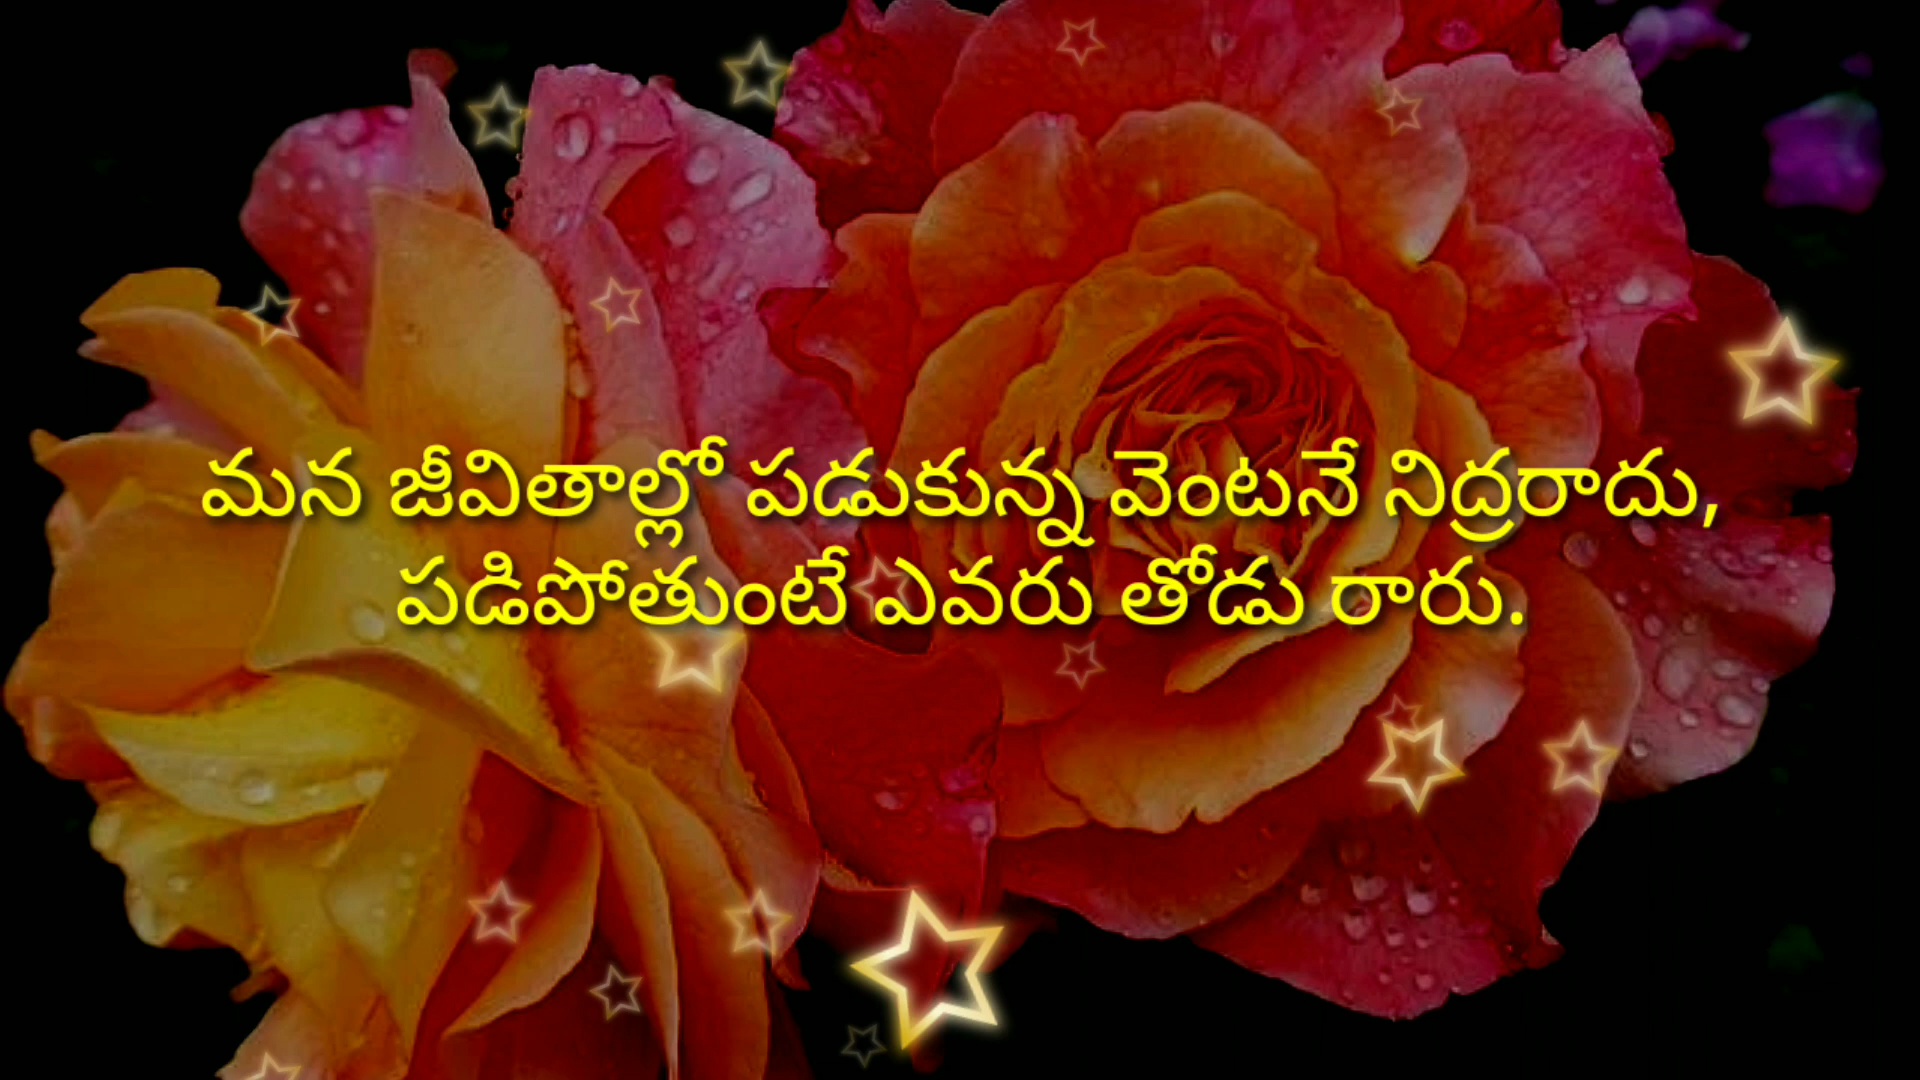 మన జీవితాల్లో పడుకున్న వెంటనే నిద్రరాదు,
పడిపోతుంటే ఎవరు తోడు రారు.